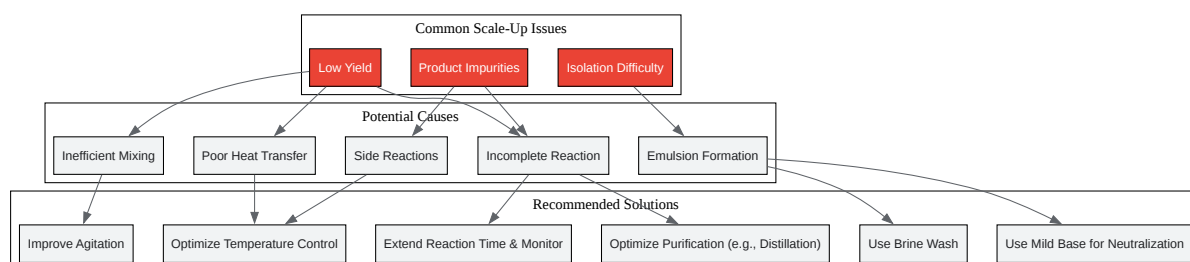 Common Scale-Up Issues
Low Yield
Product Impurities
Isolation Difficulty
Potential Causes
Inefficient Mixing
Poor Heat Transfer
Side Reactions
Incomplete Reaction
Emulsion Formation
Recommended Solutions
Improve Agitation
Optimize Temperature Control
Extend Reaction Time & Monitor
Optimize Purification (e.g., Distillation)
Use Brine Wash
Use Mild Base for Neutralization